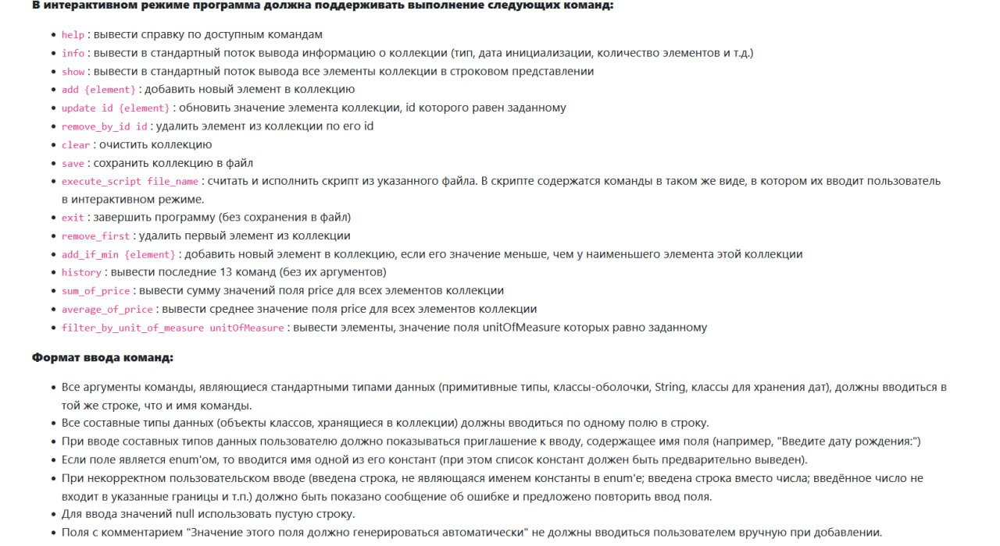 В интерактивном режиме программа должна поддерживать выполнение следующих команд:
• help : вывести справку по доступным командам
• info : вывести в стандартный поток вывода информацию о коллекции (тип, дата инициализации, количество элементов и т.д.)
• show : вывести в стандартный поток вывода все элементы коллекции в строковом представлении
• add {element} : добавить новый элемент в коллекцию
• update id {element} : обновить значение элемента коллекции, id которого равен заданному
• remove_by_id id : удалить элемент из коллекции по его id
• clear : очистить коллекцию
• save : сохранить коллекцию в файл
• execute_script file_name : считать и исполнить скрипт из указанного файла. В скрипте содержатся команды в таком же виде, в котором их вводит пользователь
в интерактивном режиме.
• exit : завершить программу (без сохранения в файл)
• remove_first : удалить первый элемент из коллекции
• add_if_min {element} : добавить новый элемент в коллекцию, если его значение меньше, чем у наименьшего элемента этой коллекции
• history : вывести последние 13 команд (без их аргументов)
• sum_of_price : вывести сумму значений поля price для всех элементов коллекции
• average_of_price : вывести среднее значение поля price для всех элементов коллекции
• filter_by_unit_of_measure unitOfMeasure : вывести элементы, значение поля unitOfMeasure которых равно заданному
Формат ввода команд:
• Все аргументы команды, являющиеся стандартными типами данных (примитивные типы, классы-оболочки, String, классы для хранения дат), должны вводиться в
той же строке, что и имя команды.
• Все составные типы данных (объекты классов, хранящиеся в коллекции) должны вводиться по одному полю в строку.
• При вводе составных типов данных пользователю должно показываться приглашение к вводу, содержащее имя поля (например, "Введите дату рождения:")
• Если поле является enum'ом, то вводится имя одной из его констант (при этом список констант должен быть предварительно выведен).
• При некорректном пользовательском вводе (введена строка, не являющаяся именем константы в enum'е; введена строка вместо числа; введённое число не
входит в указанные границы и т.п.) должно быть показано сообщение об ошибке и предложено повторить ввод поля.
• Для ввода значений null использовать пустую строку.
• Поля с комментарием "Значение этого поля должно генерироваться автоматически" не должны вводиться пользователем вручную при добавлении.